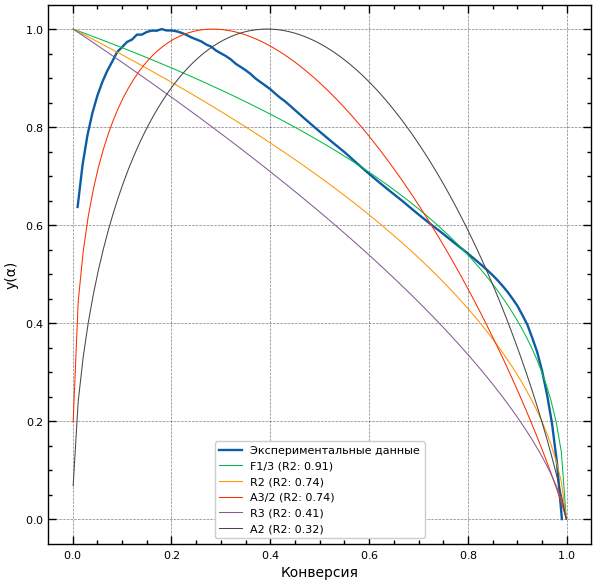 y(α)
1.0
0.8
0.6
0.4
0.2
0.0
Экспериментальные данные
F1/3 (R2: 0.91)
R2 (R2: 0.74)
A3/2 (R2: 0.74)
R3 (R2: 0.41)
A2 (R2: 0.32)
0.0 0.2 0.4 0.6 0.8 1.0
Конверсия